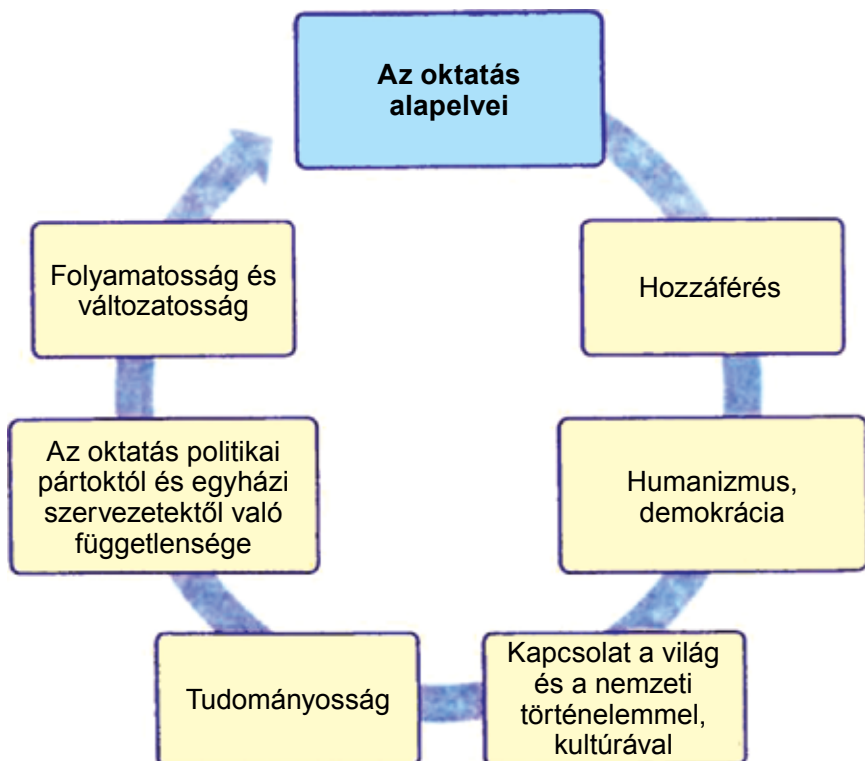 Az oktatás
alapelvei
Hozzáférés
Humanizmus,
demokrácia
Kapcsolat a világ
és a nemzeti
történelemmel,
kultúrával
Tudományosság
Az oktatás politikai
pártoktól és egyházi
szervezetektől való
függetlensége
Folyamatosság és
változatosság